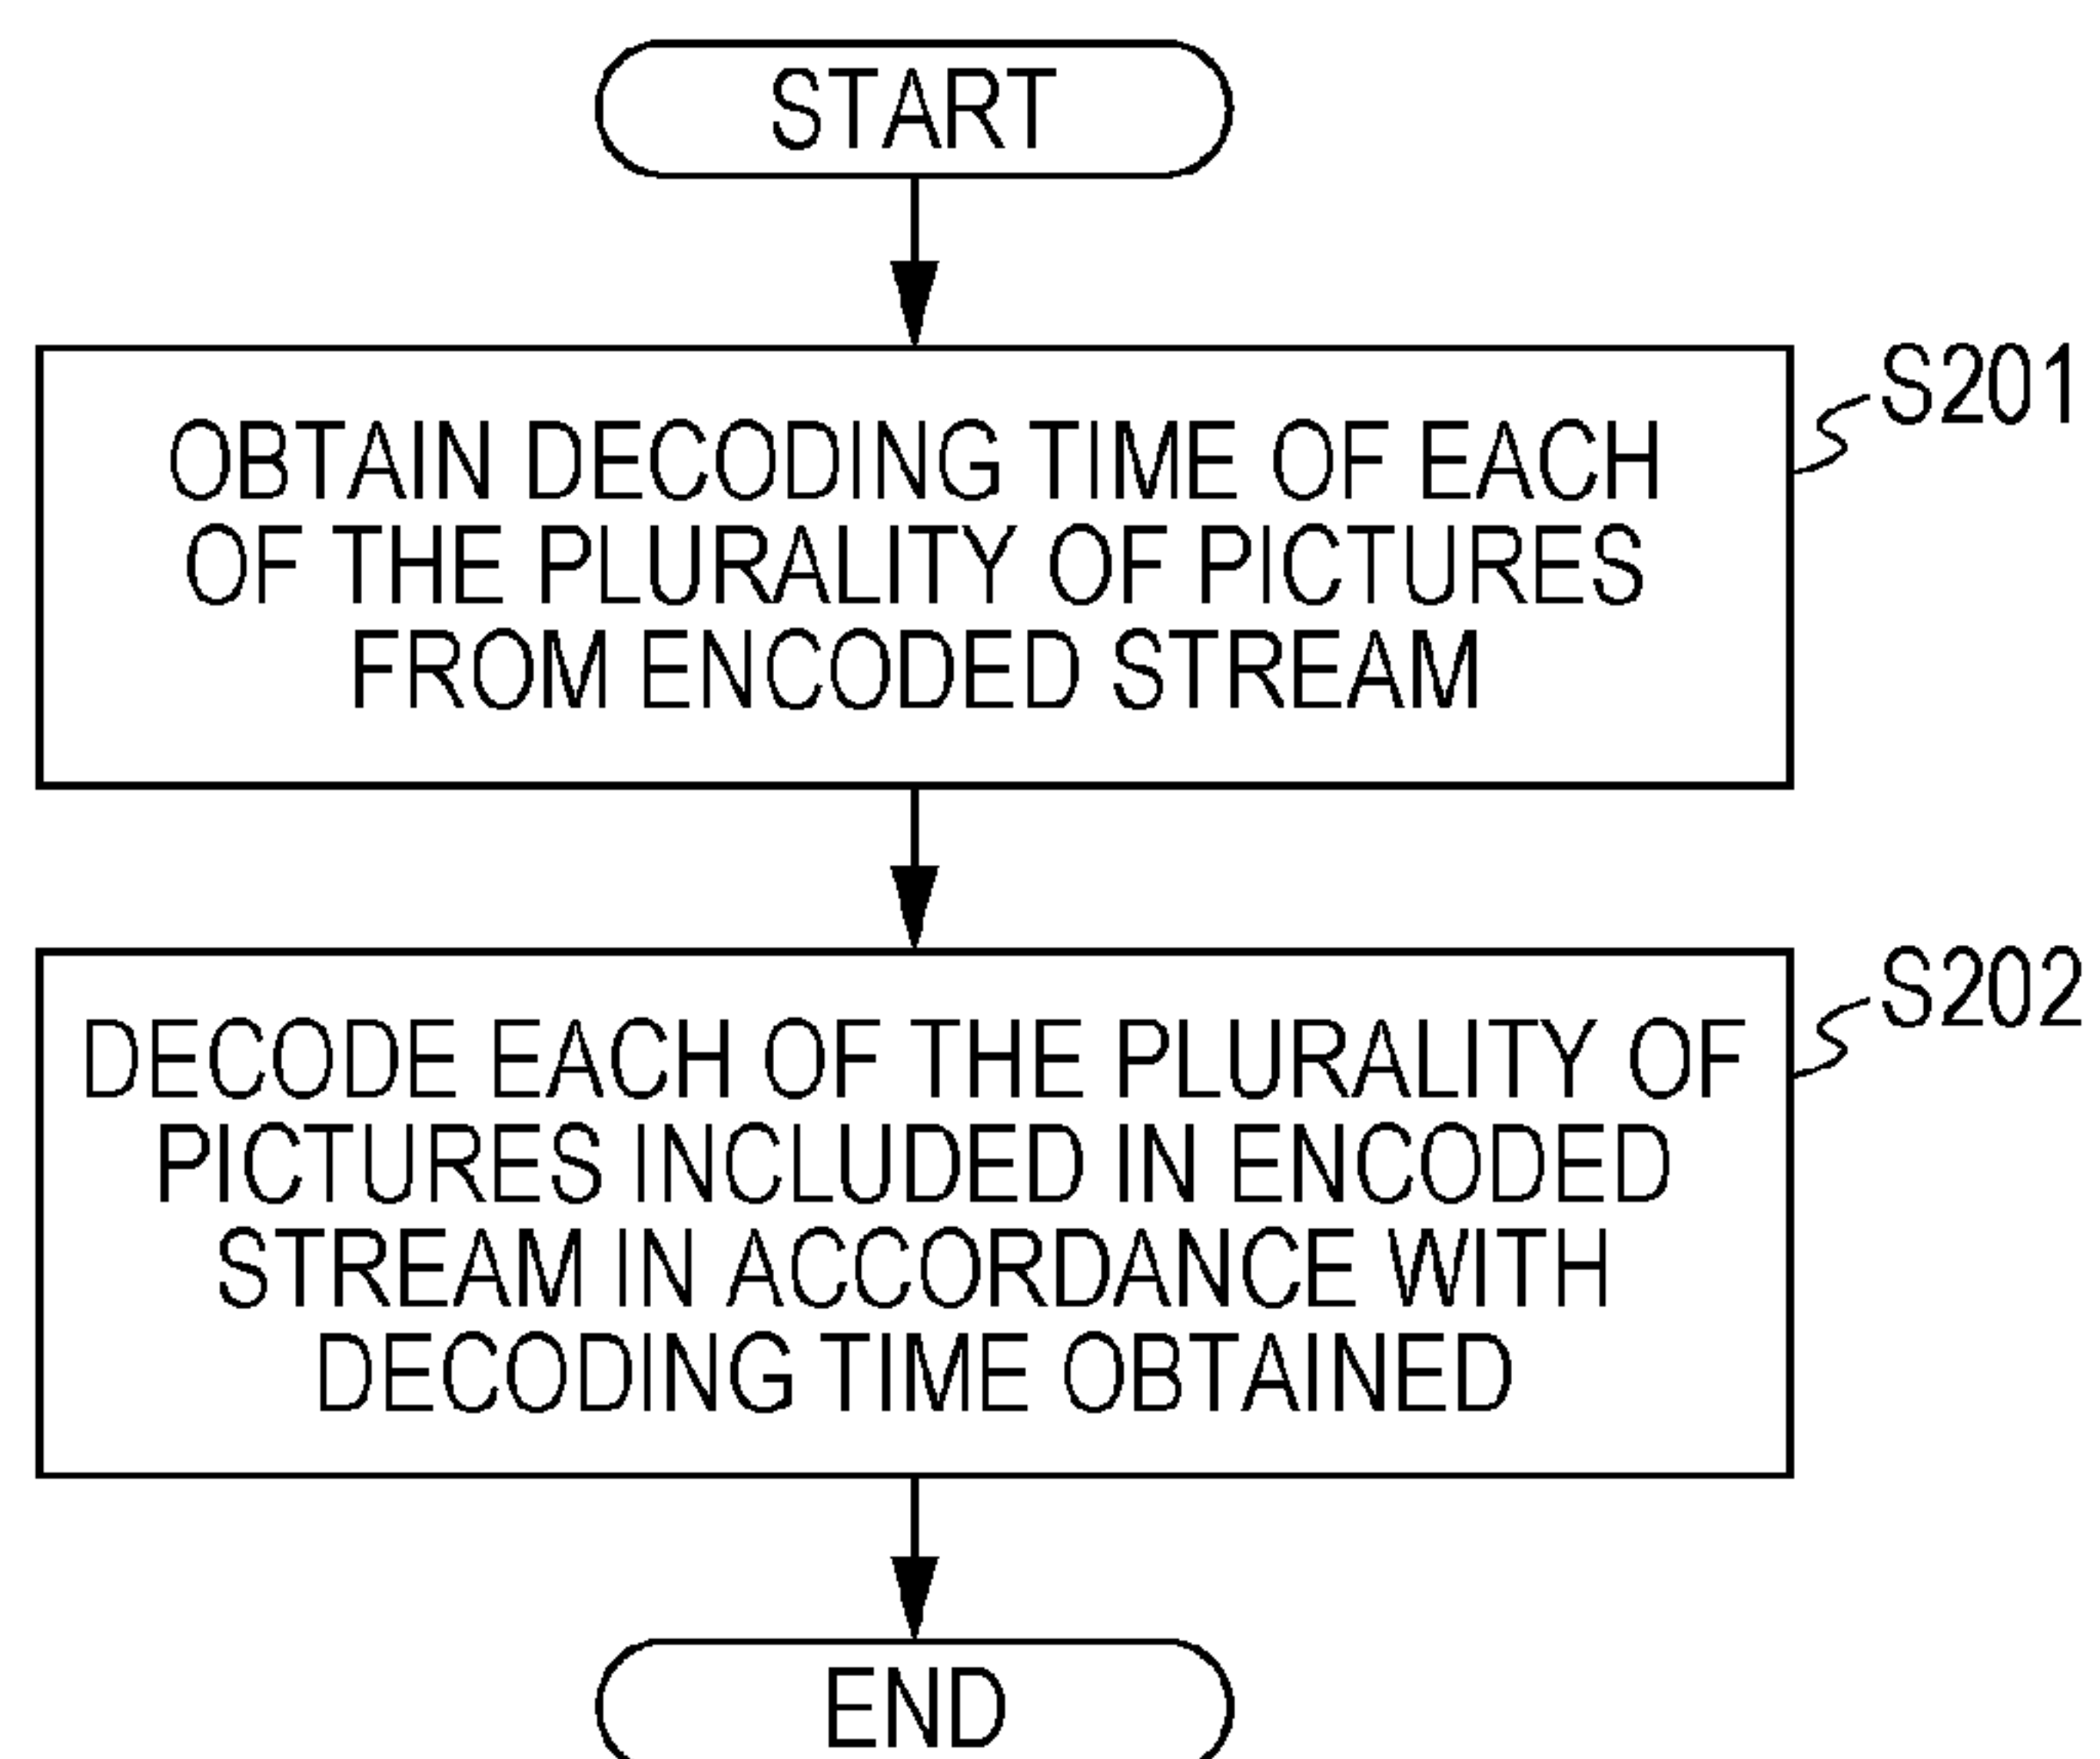 START
S201
OBTAIN DECODING TIME OF EACH
OF THE PLURALITY OF PICTURES
FROM ENCODED STREAM
S202
DECODE EACH OF THE PLURALITY OF
PICTURES INCLUDED IN ENCODED
STREAM IN ACCORDANCE WITH
DECODING TIME OBTAINED
END